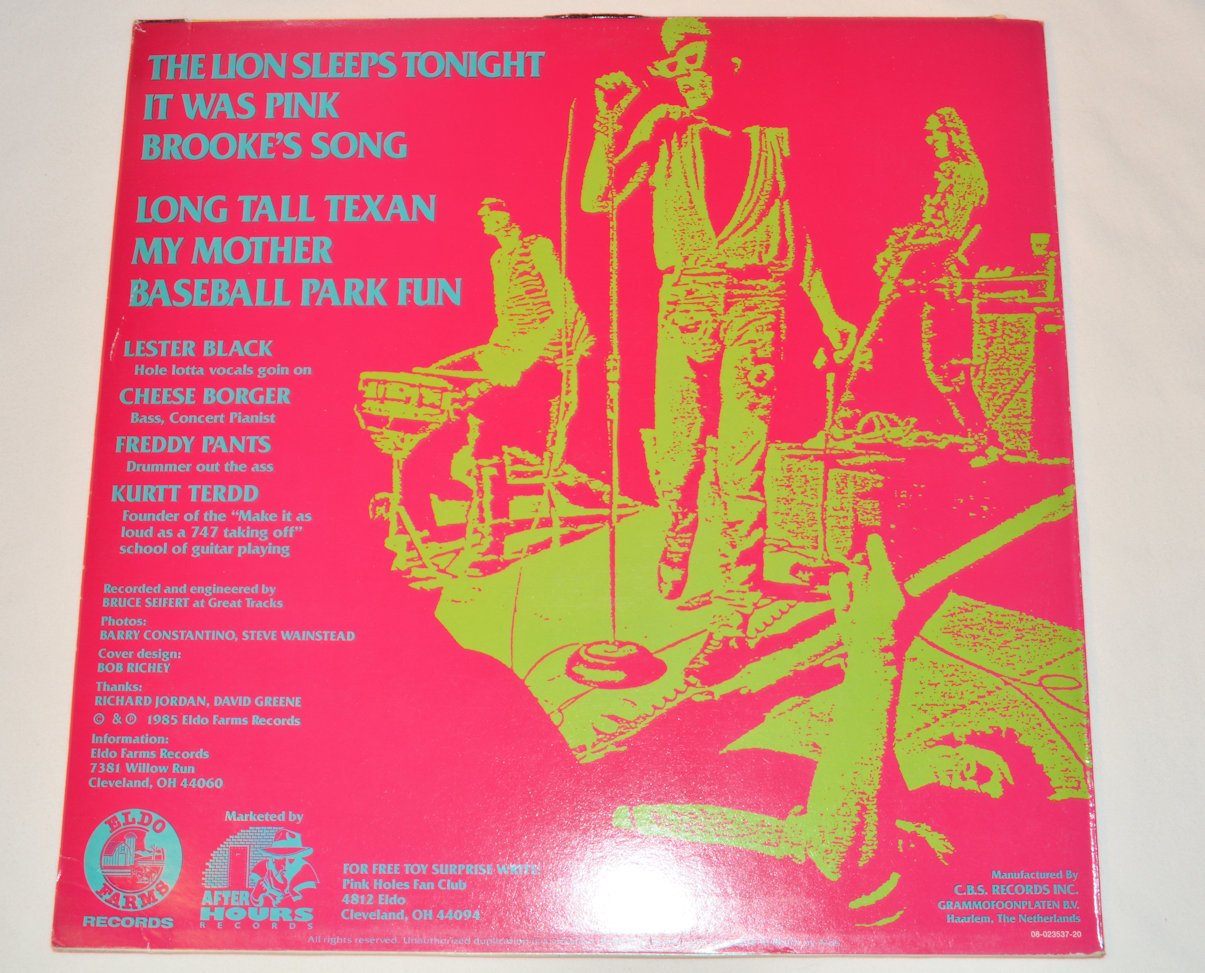 THE LION SLEEPS TONIGHT
IT WAS PINK
BROOKE'S SONG
LONG TALL TEXAN
MY MOTHER
BASEBALL PARK FUN
LESTER BLACK
Hole lotta vocals goin on
CHEESE BORGER
Bass, Concert Pianist
FREDDY PANTS
Drummer out the ass
KURTT TERDD
Founder of the “Make it as
loud as a 747 taking off”
school of guitar playing
Recorded and engineered by
BRUCE SEIFERT at Great Tracks
Photos:
BARRY CONSTANTINO, STEVE WAINSTEAD
Cover design:
BOB RICHEY
Thanks:
RICHARD JORDAN, DAVID GREENE
© & ℗ 1985 Eldo Farms Records
Information:
Eldo Farms Records
7381 Willow Run
Cleveland, OH 44060
ELDO
FARMS
RECORDS
Marketed by
AFTER
HOURS
RECORDS
FOR FREE TOY SURPRISE WRITE:
Pink Holes Fan Club
4812 Eldo
Cleveland, OH 44094
Manufactured By
C.B.S. RECORDS INC.
GRAMMOFOONPLATEN B.V.
Haarlem, The Netherlands
08-023537-20
All rights reserved. Unauthorized duplication is a